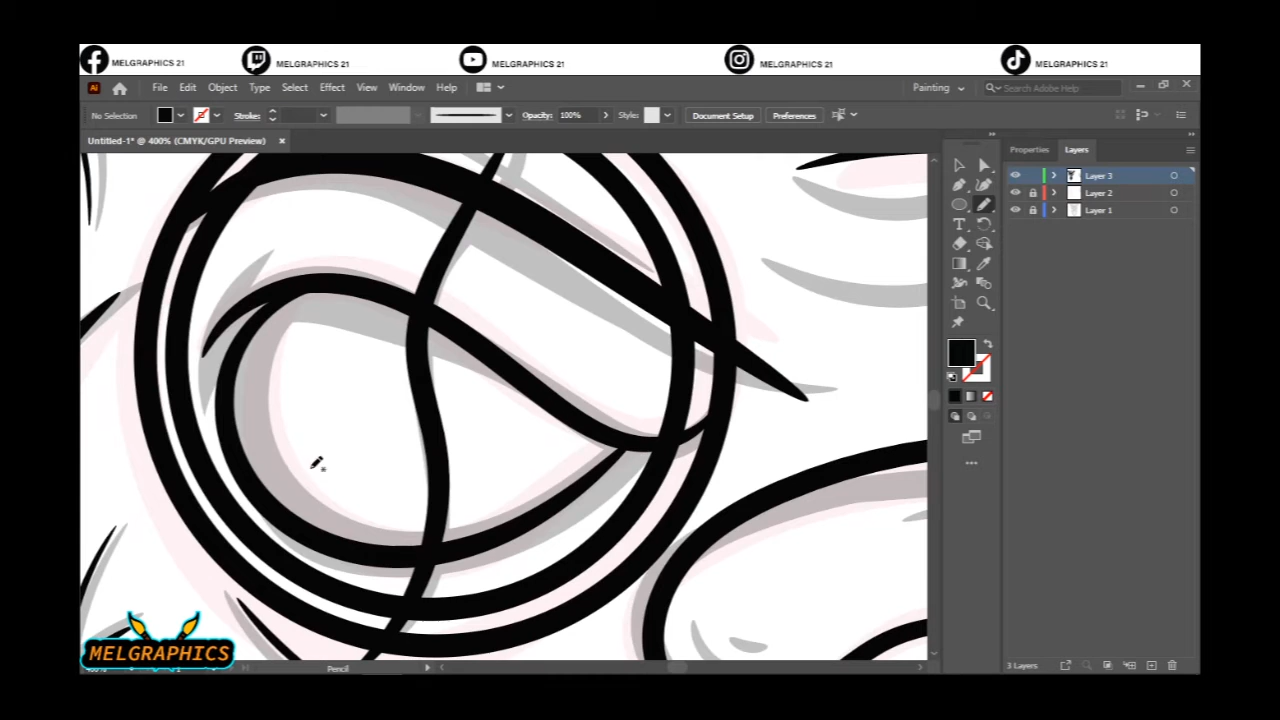 MELGRAPHICS 21 MELGRAPHICS 21 MELGRAPHICS 21 MELGRAPHICS 21 MELGRAPHICS 21
Ai File Edit Object Type Select Effect View Window Help Painting Search Adobe Help
No Selection Stroke: Opacity: 100% Style: Document Setup Preferences
Untitled-1* @ 400% (CMYK/GPU Preview)
Properties Layers
Layer 3
Layer 2
Layer 1
MELGRAPHICS
Pencil
3 Layers